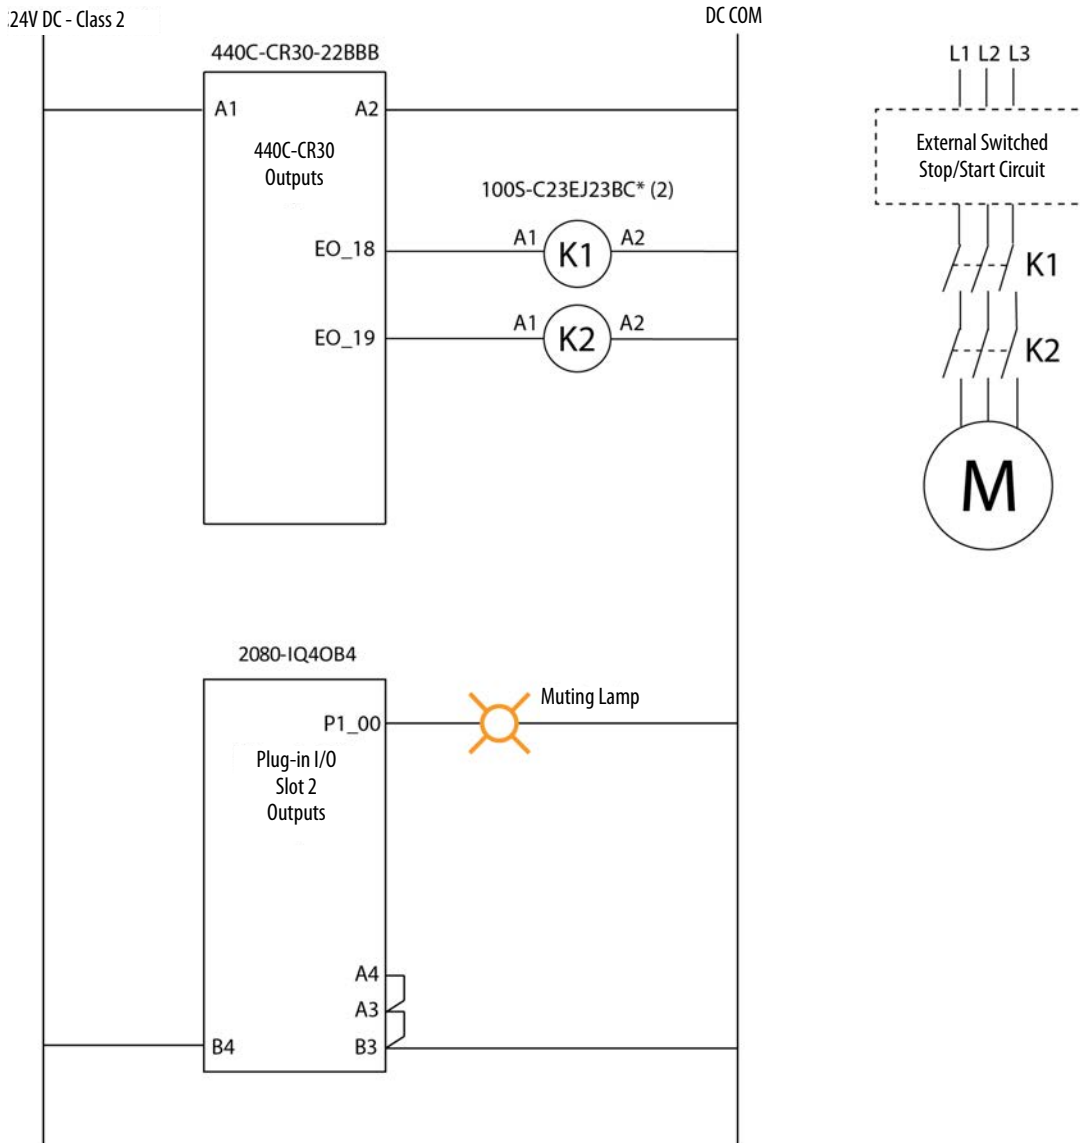 24V DC - Class 2
DC COM
440C-CR30-22BBB
A1 A2
440C-CR30
Outputs
100S-C23EJ23BC* (2)
EO_18
A1 K1 A2
EO_19
A1 K2 A2
L1 L2 L3
External Switched
Stop/Start Circuit
K1
K2
M
2080-IQ4OB4
P1_00
Muting Lamp
Plug-in I/O
Slot 2
Outputs
A4
A3
B4 B3